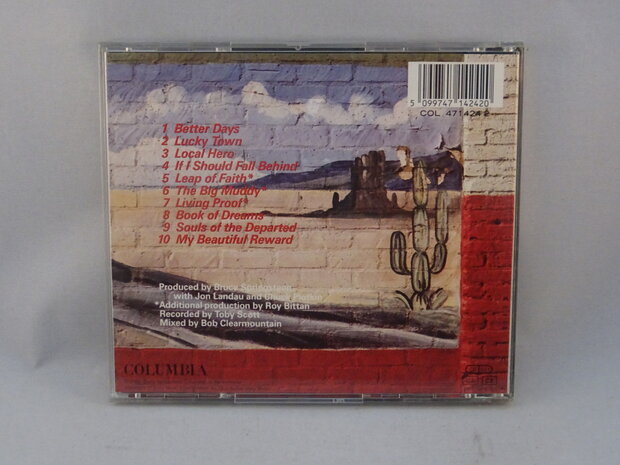 5 099747 142420
COL 471424 2
1 Better Days
2 Lucky Town
3 Local Hero
4 If I Should Fall Behind
5 Leap of Faith*
6 The Big Muddy*
7 Living Proof*
8 Book of Dreams
9 Souls of the Departed
10 My Beautiful Reward
Produced by Bruce Springsteen
with Jon Landau and Chuck Plotkin
*Additional production by Roy Bittan
Recorded by Toby Scott
Mixed by Bob Clearmountain
COLUMBIA